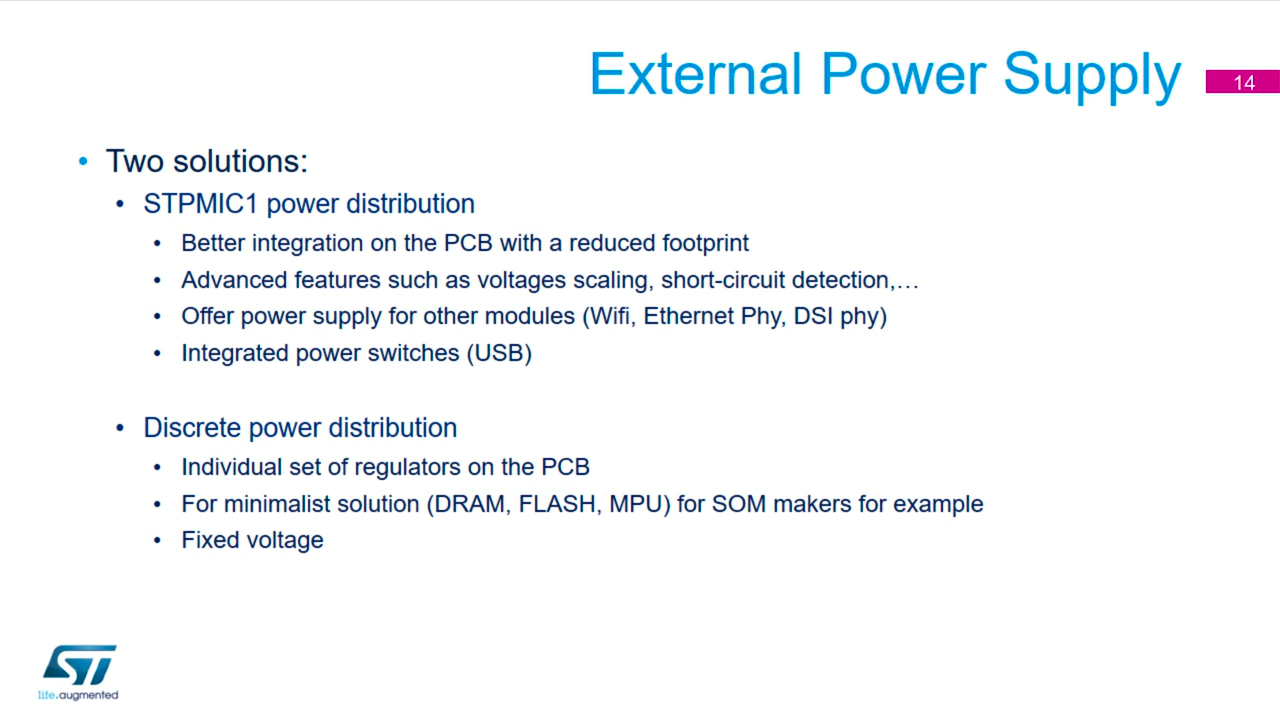 External Power Supply
14
• Two solutions:
• STPMIC1 power distribution
• Better integration on the PCB with a reduced footprint
• Advanced features such as voltages scaling, short-circuit detection,…
• Offer power supply for other modules (Wifi, Ethernet Phy, DSI phy)
• Integrated power switches (USB)
• Discrete power distribution
• Individual set of regulators on the PCB
• For minimalist solution (DRAM, FLASH, MPU) for SOM makers for example
• Fixed voltage
ST
life.augmented